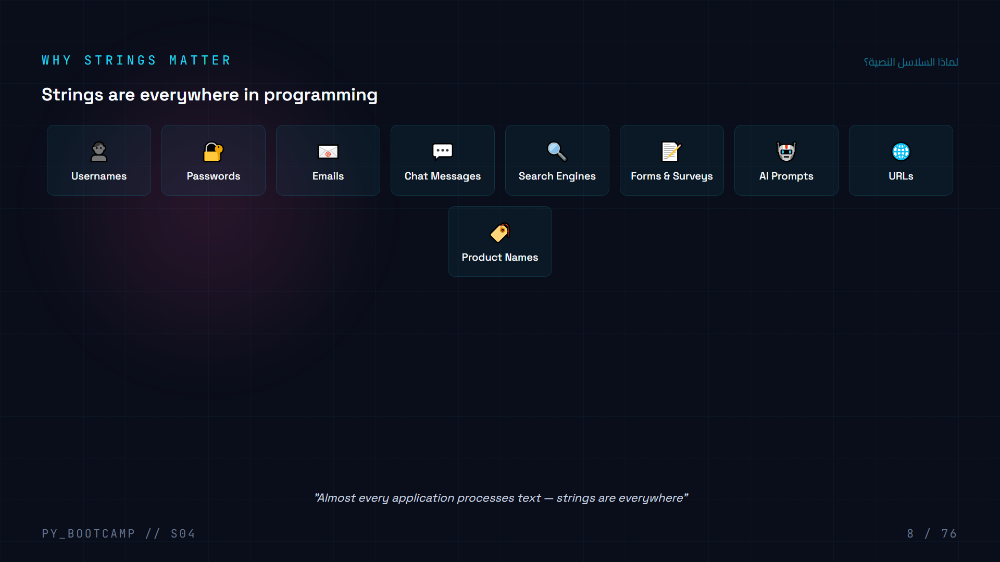 WHY STRINGS MATTER
لماذا السلاسل النصية؟
Strings are everywhere in programming
Usernames
Passwords
Emails
Chat Messages
Search Engines
Forms & Surveys
AI Prompts
URLs
Product Names
"Almost every application processes text — strings are everywhere"
PY_BOOTCAMP // S04
8 / 76